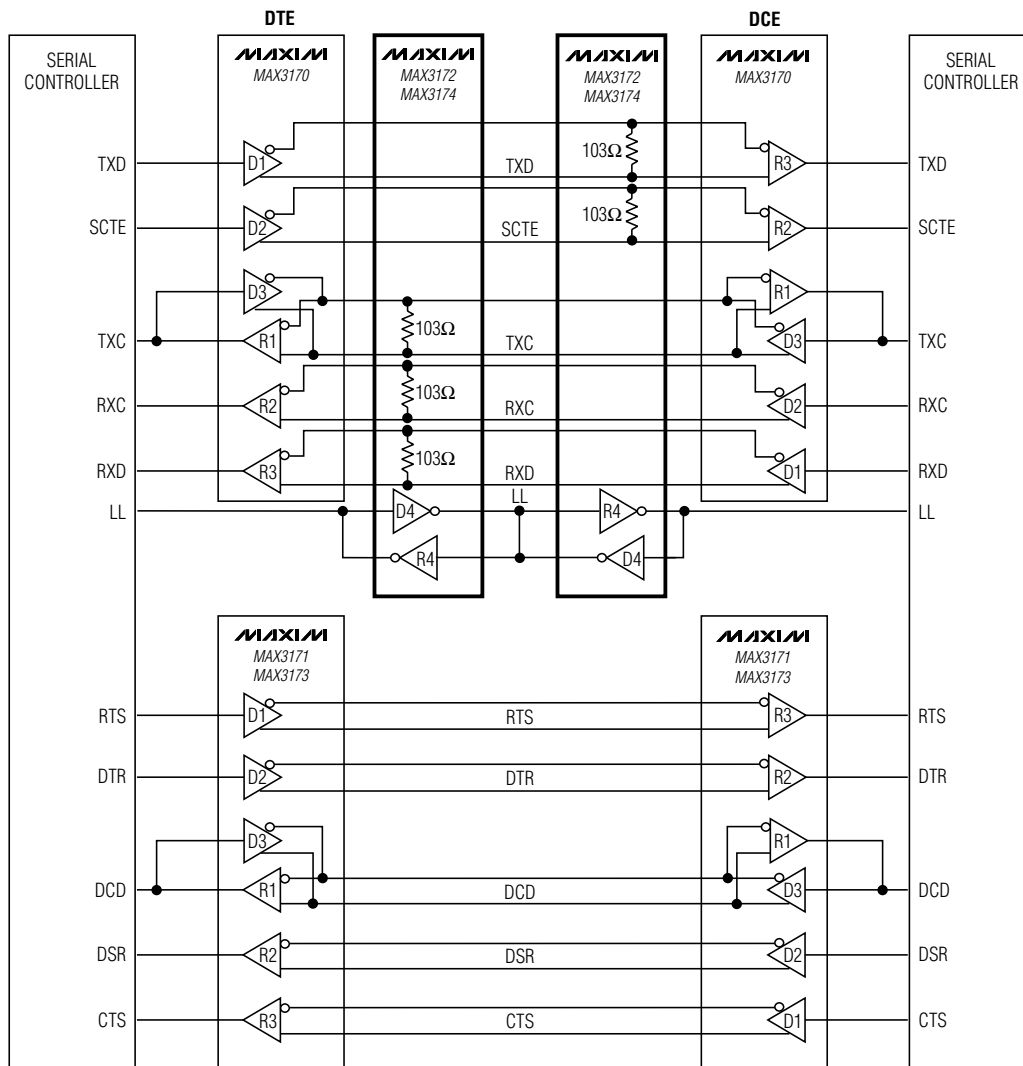 DTE
DCE
SERIAL
CONTROLLER
MAXIM
MAX3170
MAXIM
MAX3172
MAX3174
MAXIM
MAX3172
MAX3174
MAXIM
MAX3170
SERIAL
CONTROLLER
TXD
D1
TXD
103Ω
R3
TXD
SCTE
D2
SCTE
103Ω
R2
SCTE
D3
R1
TXC
R1
103Ω
TXC
D3
TXC
RXC
R2
103Ω
RXC
D2
RXC
RXD
R3
103Ω
RXD
D1
RXD
LL
D4
LL
R4
LL
R4
D4
MAXIM
MAX3171
MAX3173
MAXIM
MAX3171
MAX3173
RTS
D1
RTS
R3
RTS
DTR
D2
DTR
R2
DTR
D3
R1
DCD
R1
DCD
D3
DCD
DSR
R2
DSR
D2
DSR
CTS
R3
CTS
D1
CTS